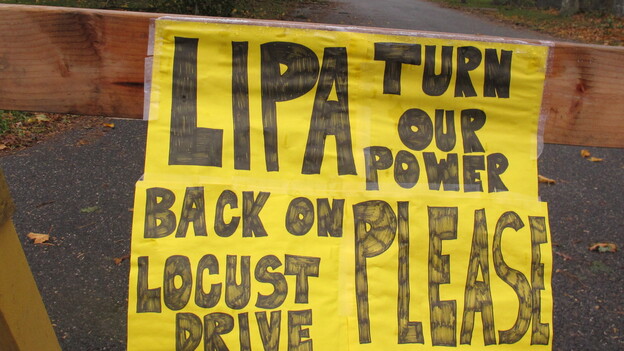 LIPA TURN
OUR
POWER
BACK ON
LOCUST
DRIVE
PLEASE